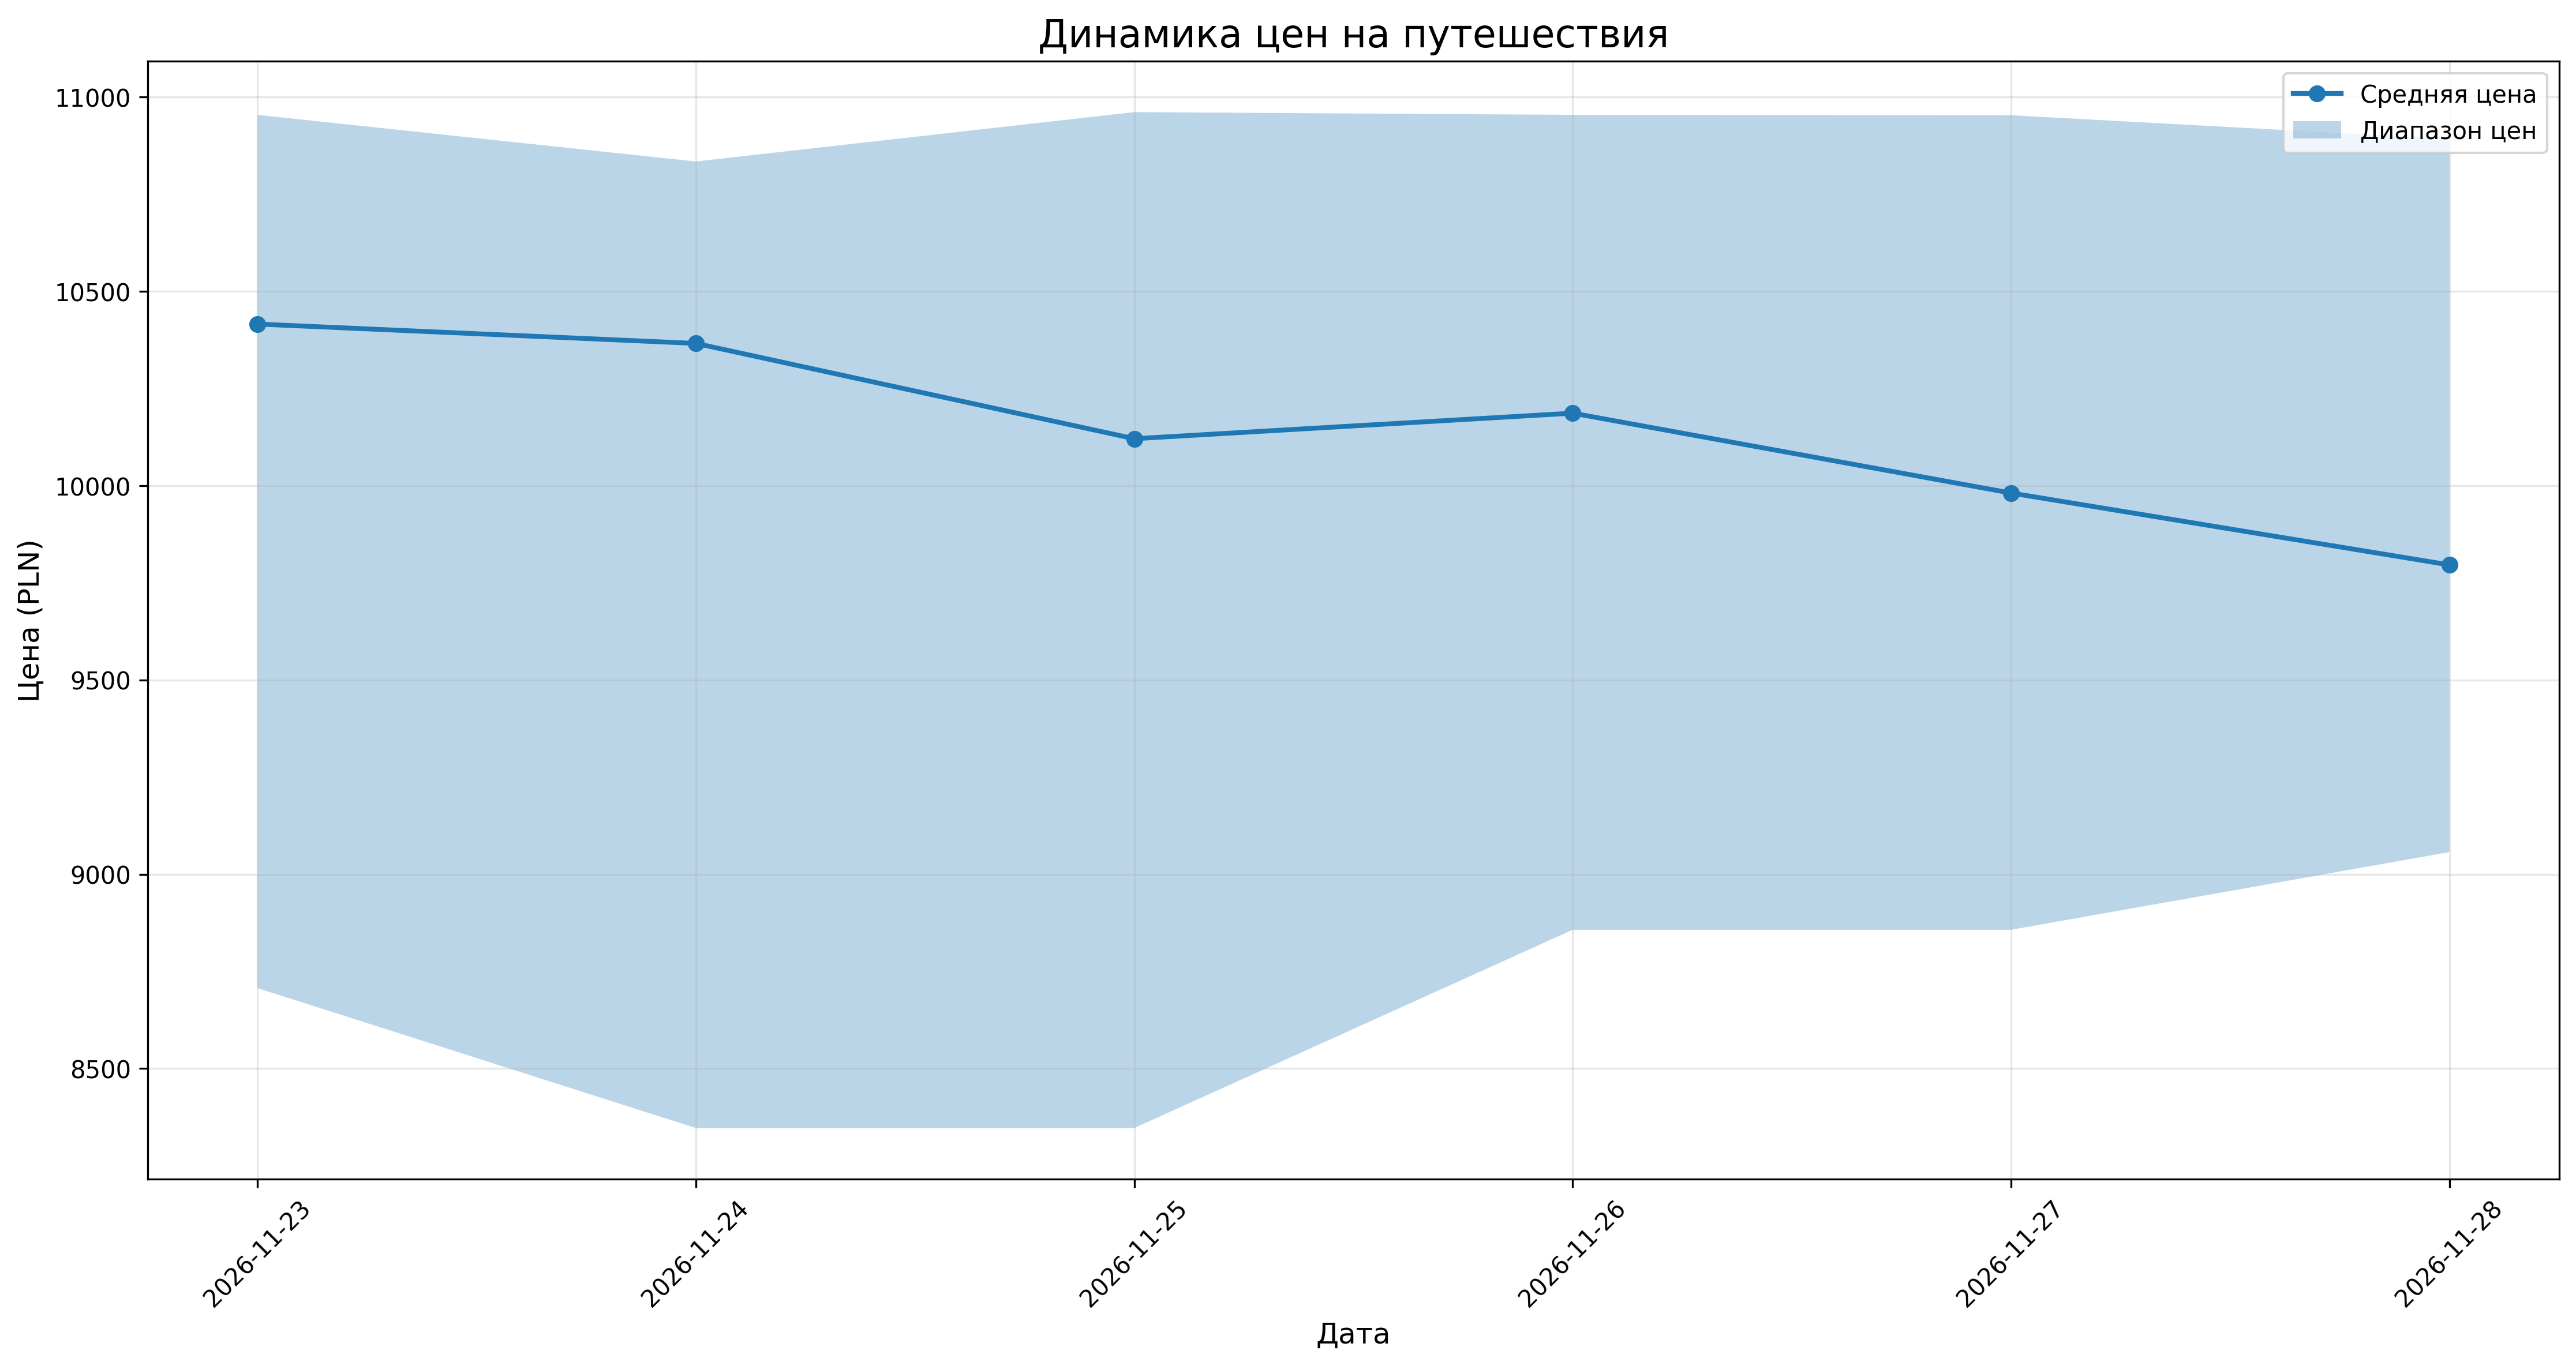 Динамика цен на путешествия
Средняя цена
Диапазон цен
Цена (PLN)
11000
10500
10000
9500
9000
8500
2026-11-23
2026-11-24
2026-11-25
2026-11-26
2026-11-27
2026-11-28
Дата